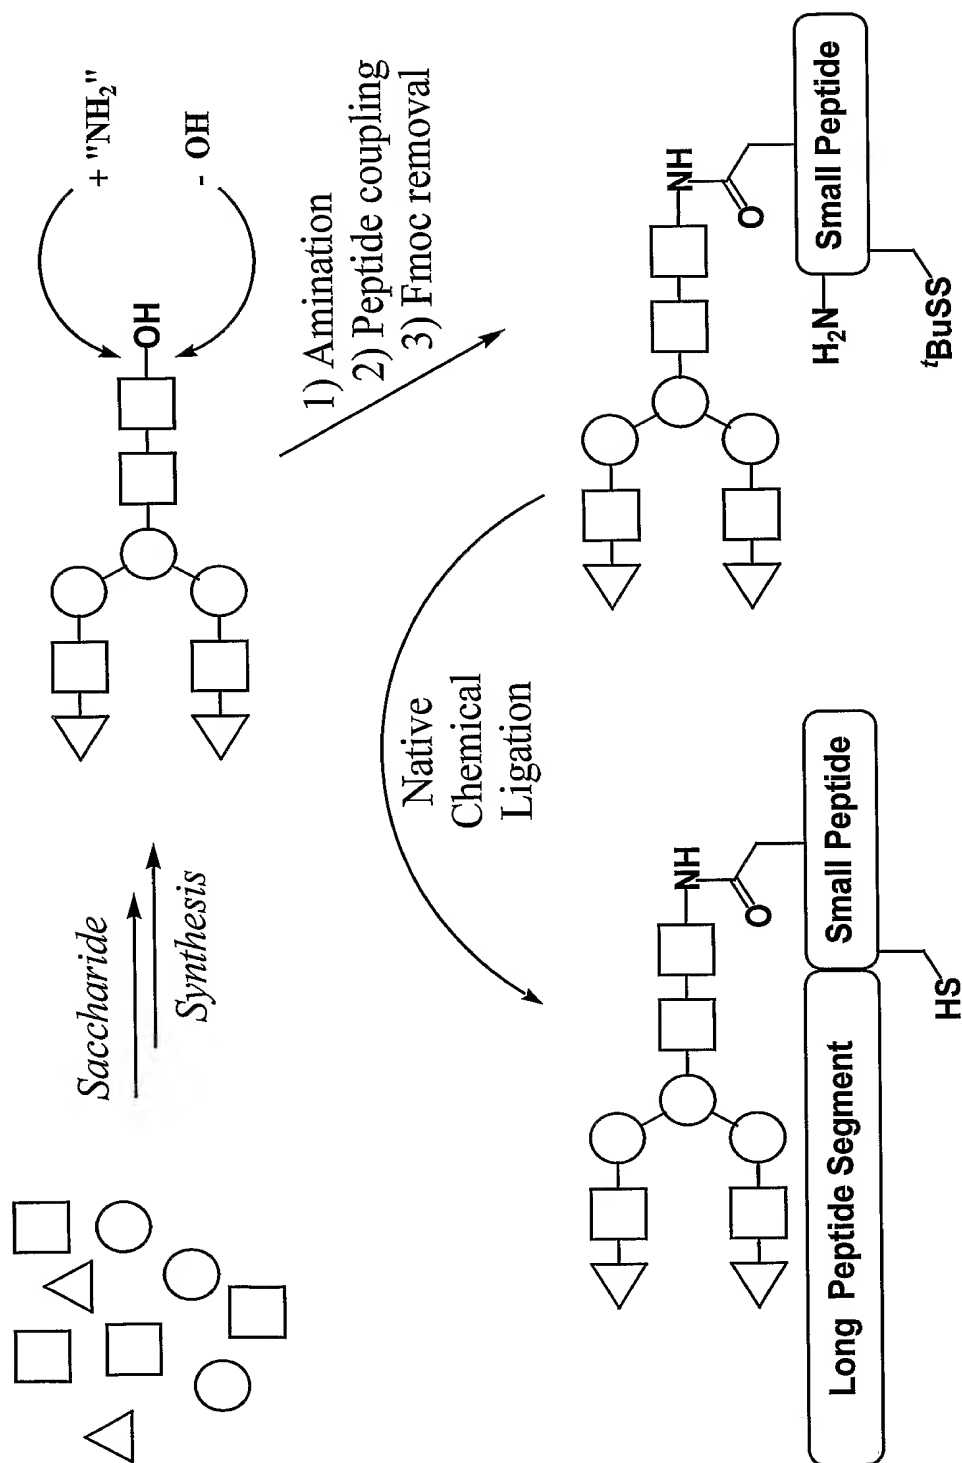 Saccharide
Synthesis
+ "NH₂"
- OH
OH
1) Amination
2) Peptide coupling
3) Fmoc removal
NH
O
H₂N
Small Peptide
ᵗBuSS
Native
Chemical
Ligation
NH
O
Long Peptide Segment
Small Peptide
HS